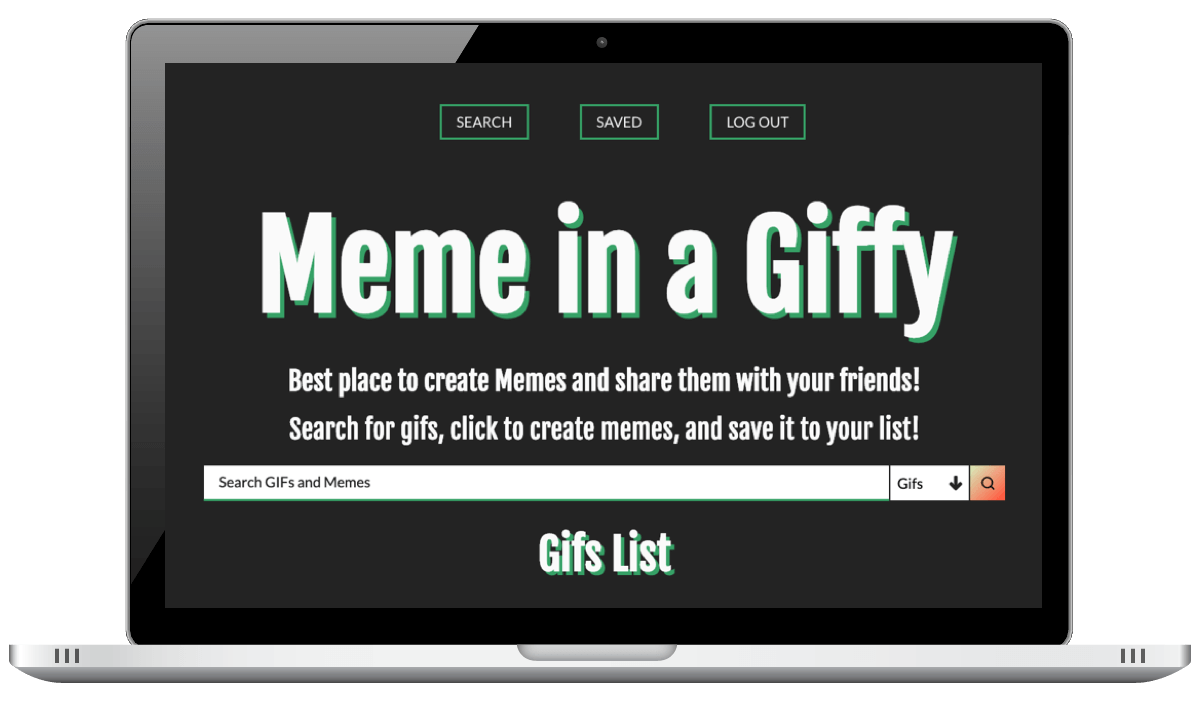 SEARCH SAVED LOG OUT
Meme in a Giffy
Best place to create Memes and share them with your friends!
Search for gifs, click to create memes, and save it to your list!
Search GIFs and Memes Gifs
Gifs List